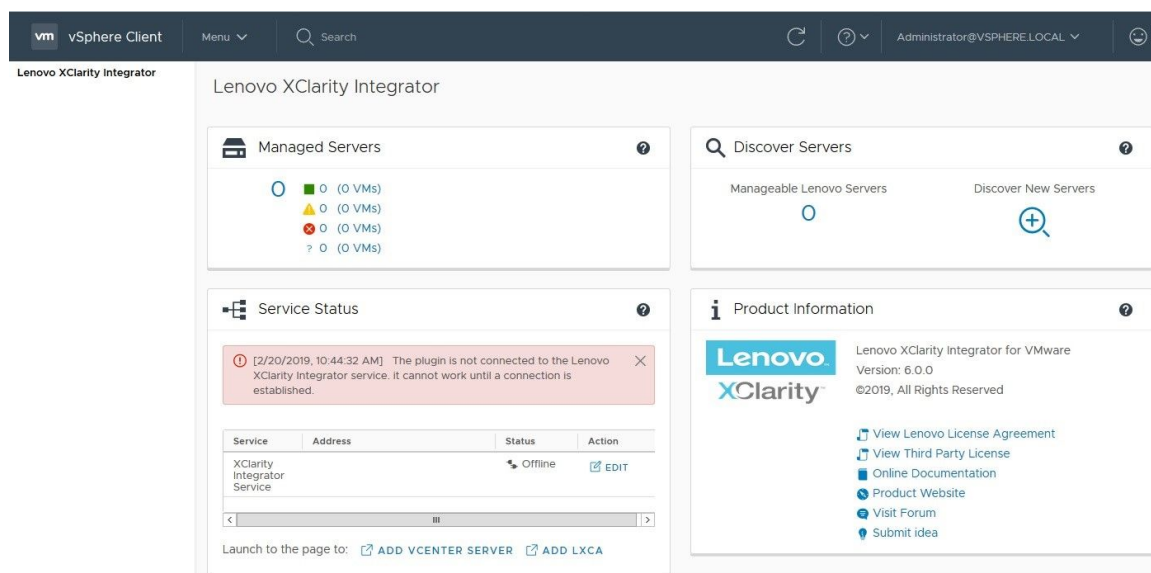 vm vSphere Client Menu Search Administrator@VSPHERE.LOCAL
Lenovo XClarity Integrator
Lenovo XClarity Integrator
Managed Servers
0
0 (0 VMs)
0 (0 VMs)
0 (0 VMs)
? 0 (0 VMs)
Discover Servers
Manageable Lenovo Servers
0
Discover New Servers
Service Status
[2/20/2019, 10:44:32 AM] The plugin is not connected to the Lenovo
XClarity Integrator service. it cannot work until a connection is
established.
Service Address Status Action
XClarity
Integrator
Service
Offline EDIT
Launch to the page to: ADD VCENTER SERVER ADD LXCA
Product Information
Lenovo
XClarity
Lenovo XClarity Integrator for VMware
Version: 6.0.0
©2019, All Rights Reserved
View Lenovo License Agreement
View Third Party License
Online Documentation
Product Website
Visit Forum
Submit idea